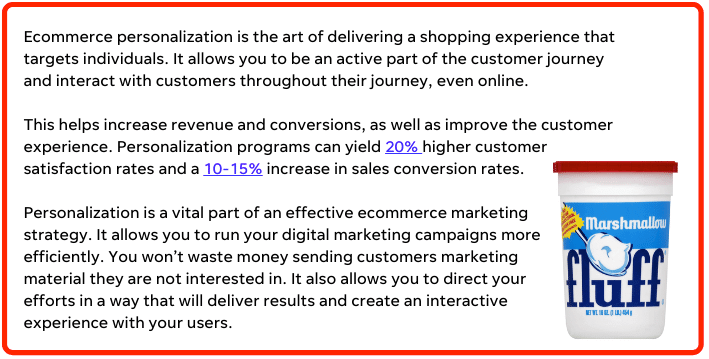 Ecommerce personalization is the art of delivering a shopping experience that
targets individuals. It allows you to be an active part of the customer journey
and interact with customers throughout their journey, even online.
This helps increase revenue and conversions, as well as improve the customer
experience. Personalization programs can yield 20% higher customer
satisfaction rates and a 10-15% increase in sales conversion rates.
Personalization is a vital part of an effective ecommerce marketing
strategy. It allows you to run your digital marketing campaigns more
efficiently. You won’t waste money sending customers marketing
material they are not interested in. It also allows you to direct your
efforts in a way that will deliver results and create an interactive
experience with your users.
Marshmallow
fluff
NET WT. 16 OZ. (1 LB.) 454 g